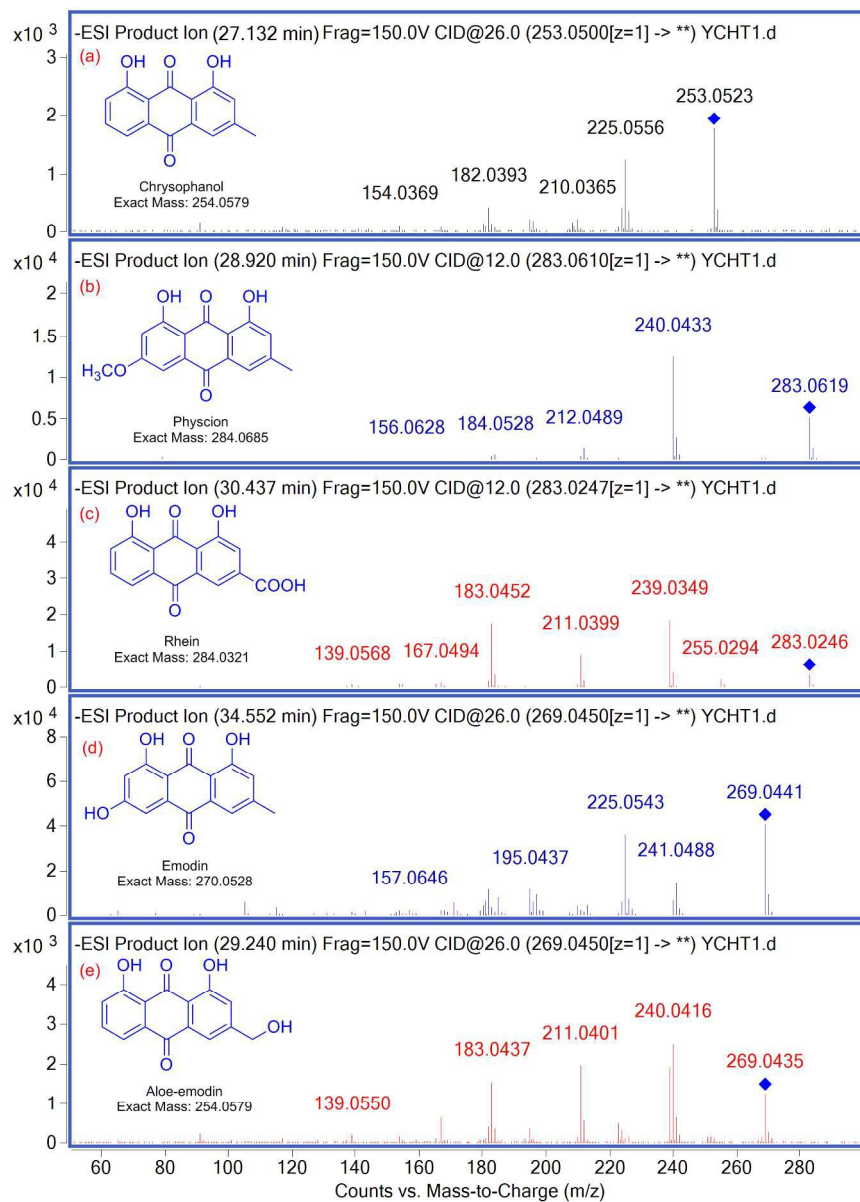 x10 3
-ESI Product Ion (27.132 min) Frag=150.0V CID@26.0 (253.0500[z=1] -> **) YCHT1.d
(a)
OH O OH
O
Chrysophanol
Exact Mass: 254.0579
3
2
1
0
154.0369
182.0393
210.0365
225.0556
253.0523
x10 4
-ESI Product Ion (28.920 min) Frag=150.0V CID@12.0 (283.0610[z=1] -> **) YCHT1.d
(b)
OH O OH
H3CO
O
Physcion
Exact Mass: 284.0685
2
1.5
1
0.5
0
156.0628
184.0528
212.0489
240.0433
283.0619
x10 4
-ESI Product Ion (30.437 min) Frag=150.0V CID@12.0 (283.0247[z=1] -> **) YCHT1.d
(c)
OH O OH
COOH
O
Rhein
Exact Mass: 284.0321
4
3
2
1
0
139.0568
167.0494
183.0452
211.0399
239.0349
255.0294
283.0246
x10 4
-ESI Product Ion (34.552 min) Frag=150.0V CID@26.0 (269.0450[z=1] -> **) YCHT1.d
(d)
OH O OH
HO
O
Emodin
Exact Mass: 270.0528
8
6
4
2
0
157.0646
195.0437
225.0543
241.0488
269.0441
x10 3
-ESI Product Ion (29.240 min) Frag=150.0V CID@26.0 (269.0450[z=1] -> **) YCHT1.d
(e)
OH O OH
OH
O
Aloe-emodin
Exact Mass: 254.0579
4
3
2
1
0
139.0550
183.0437
211.0401
240.0416
269.0435
60 80 100 120 140 160 180 200 220 240 260 280
Counts vs. Mass-to-Charge (m/z)